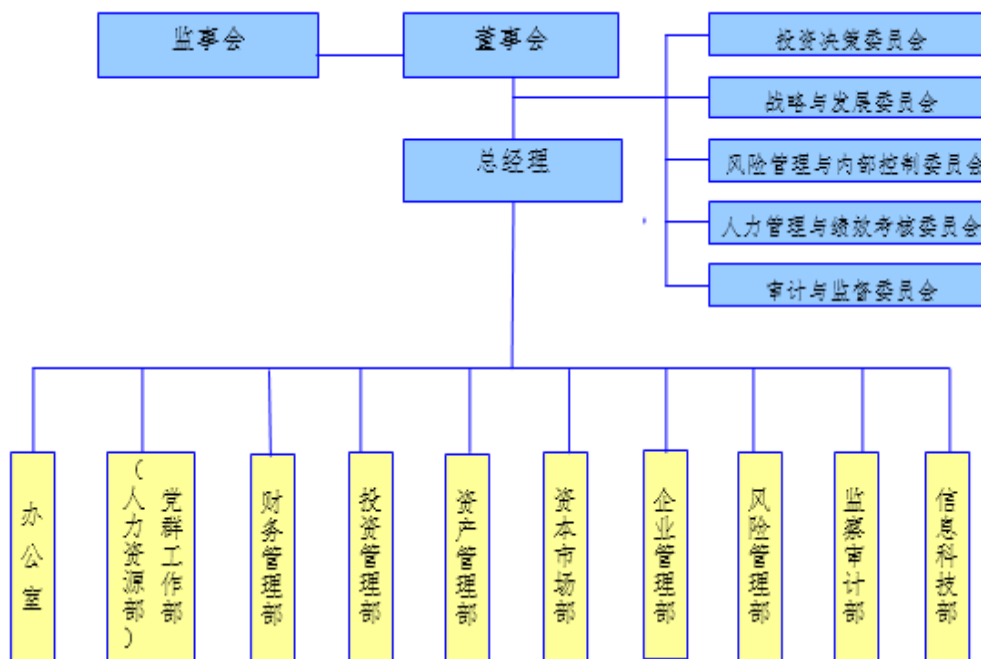 监事会
董事会
投资决策委员会
战略与发展委员会
总经理
风险管理与内部控制委员会
人力管理与绩效考核委员会
审计与监督委员会
办公室
党群工作部
（人力资源部）
财务管理部
投资管理部
资产管理部
资本市场部
企业管理部
风险管理部
监察审计部
信息科技部